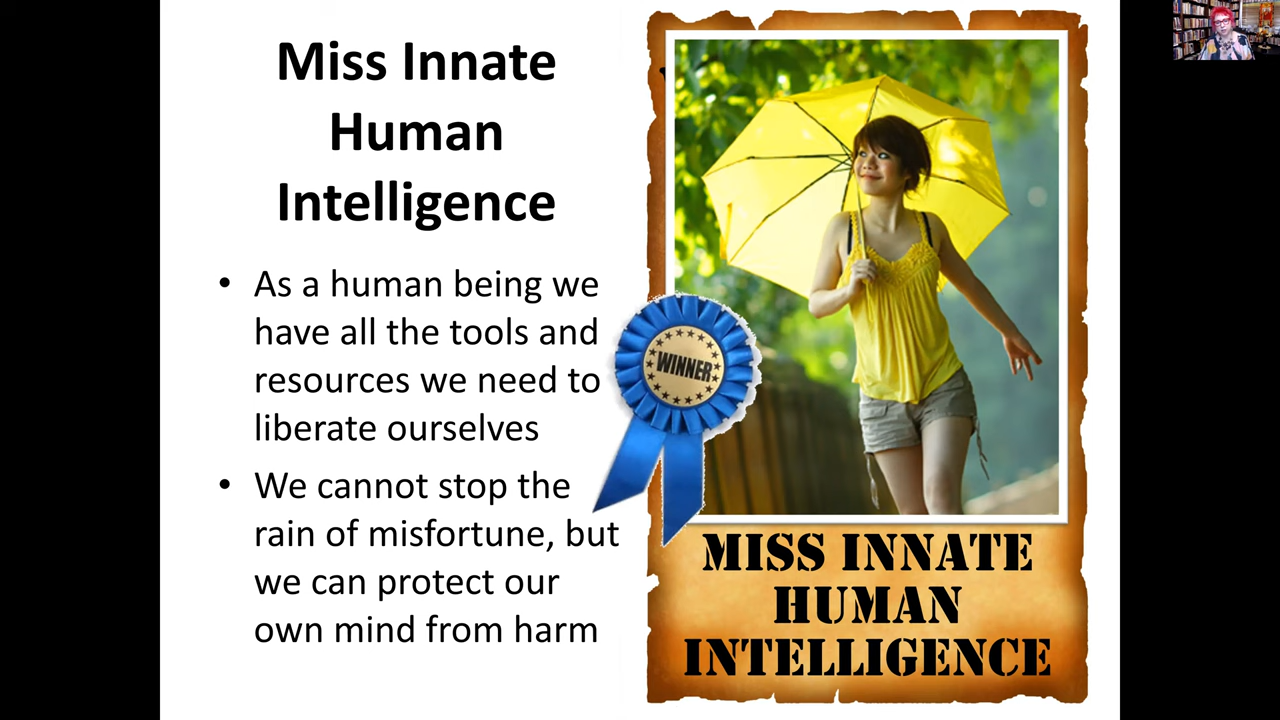 Miss Innate
Human
Intelligence
• As a human being we
have all the tools and
resources we need to
liberate ourselves
• We cannot stop the
rain of misfortune, but
we can protect our
own mind from harm
WINNER
MISS INNATE
HUMAN
INTELLIGENCE